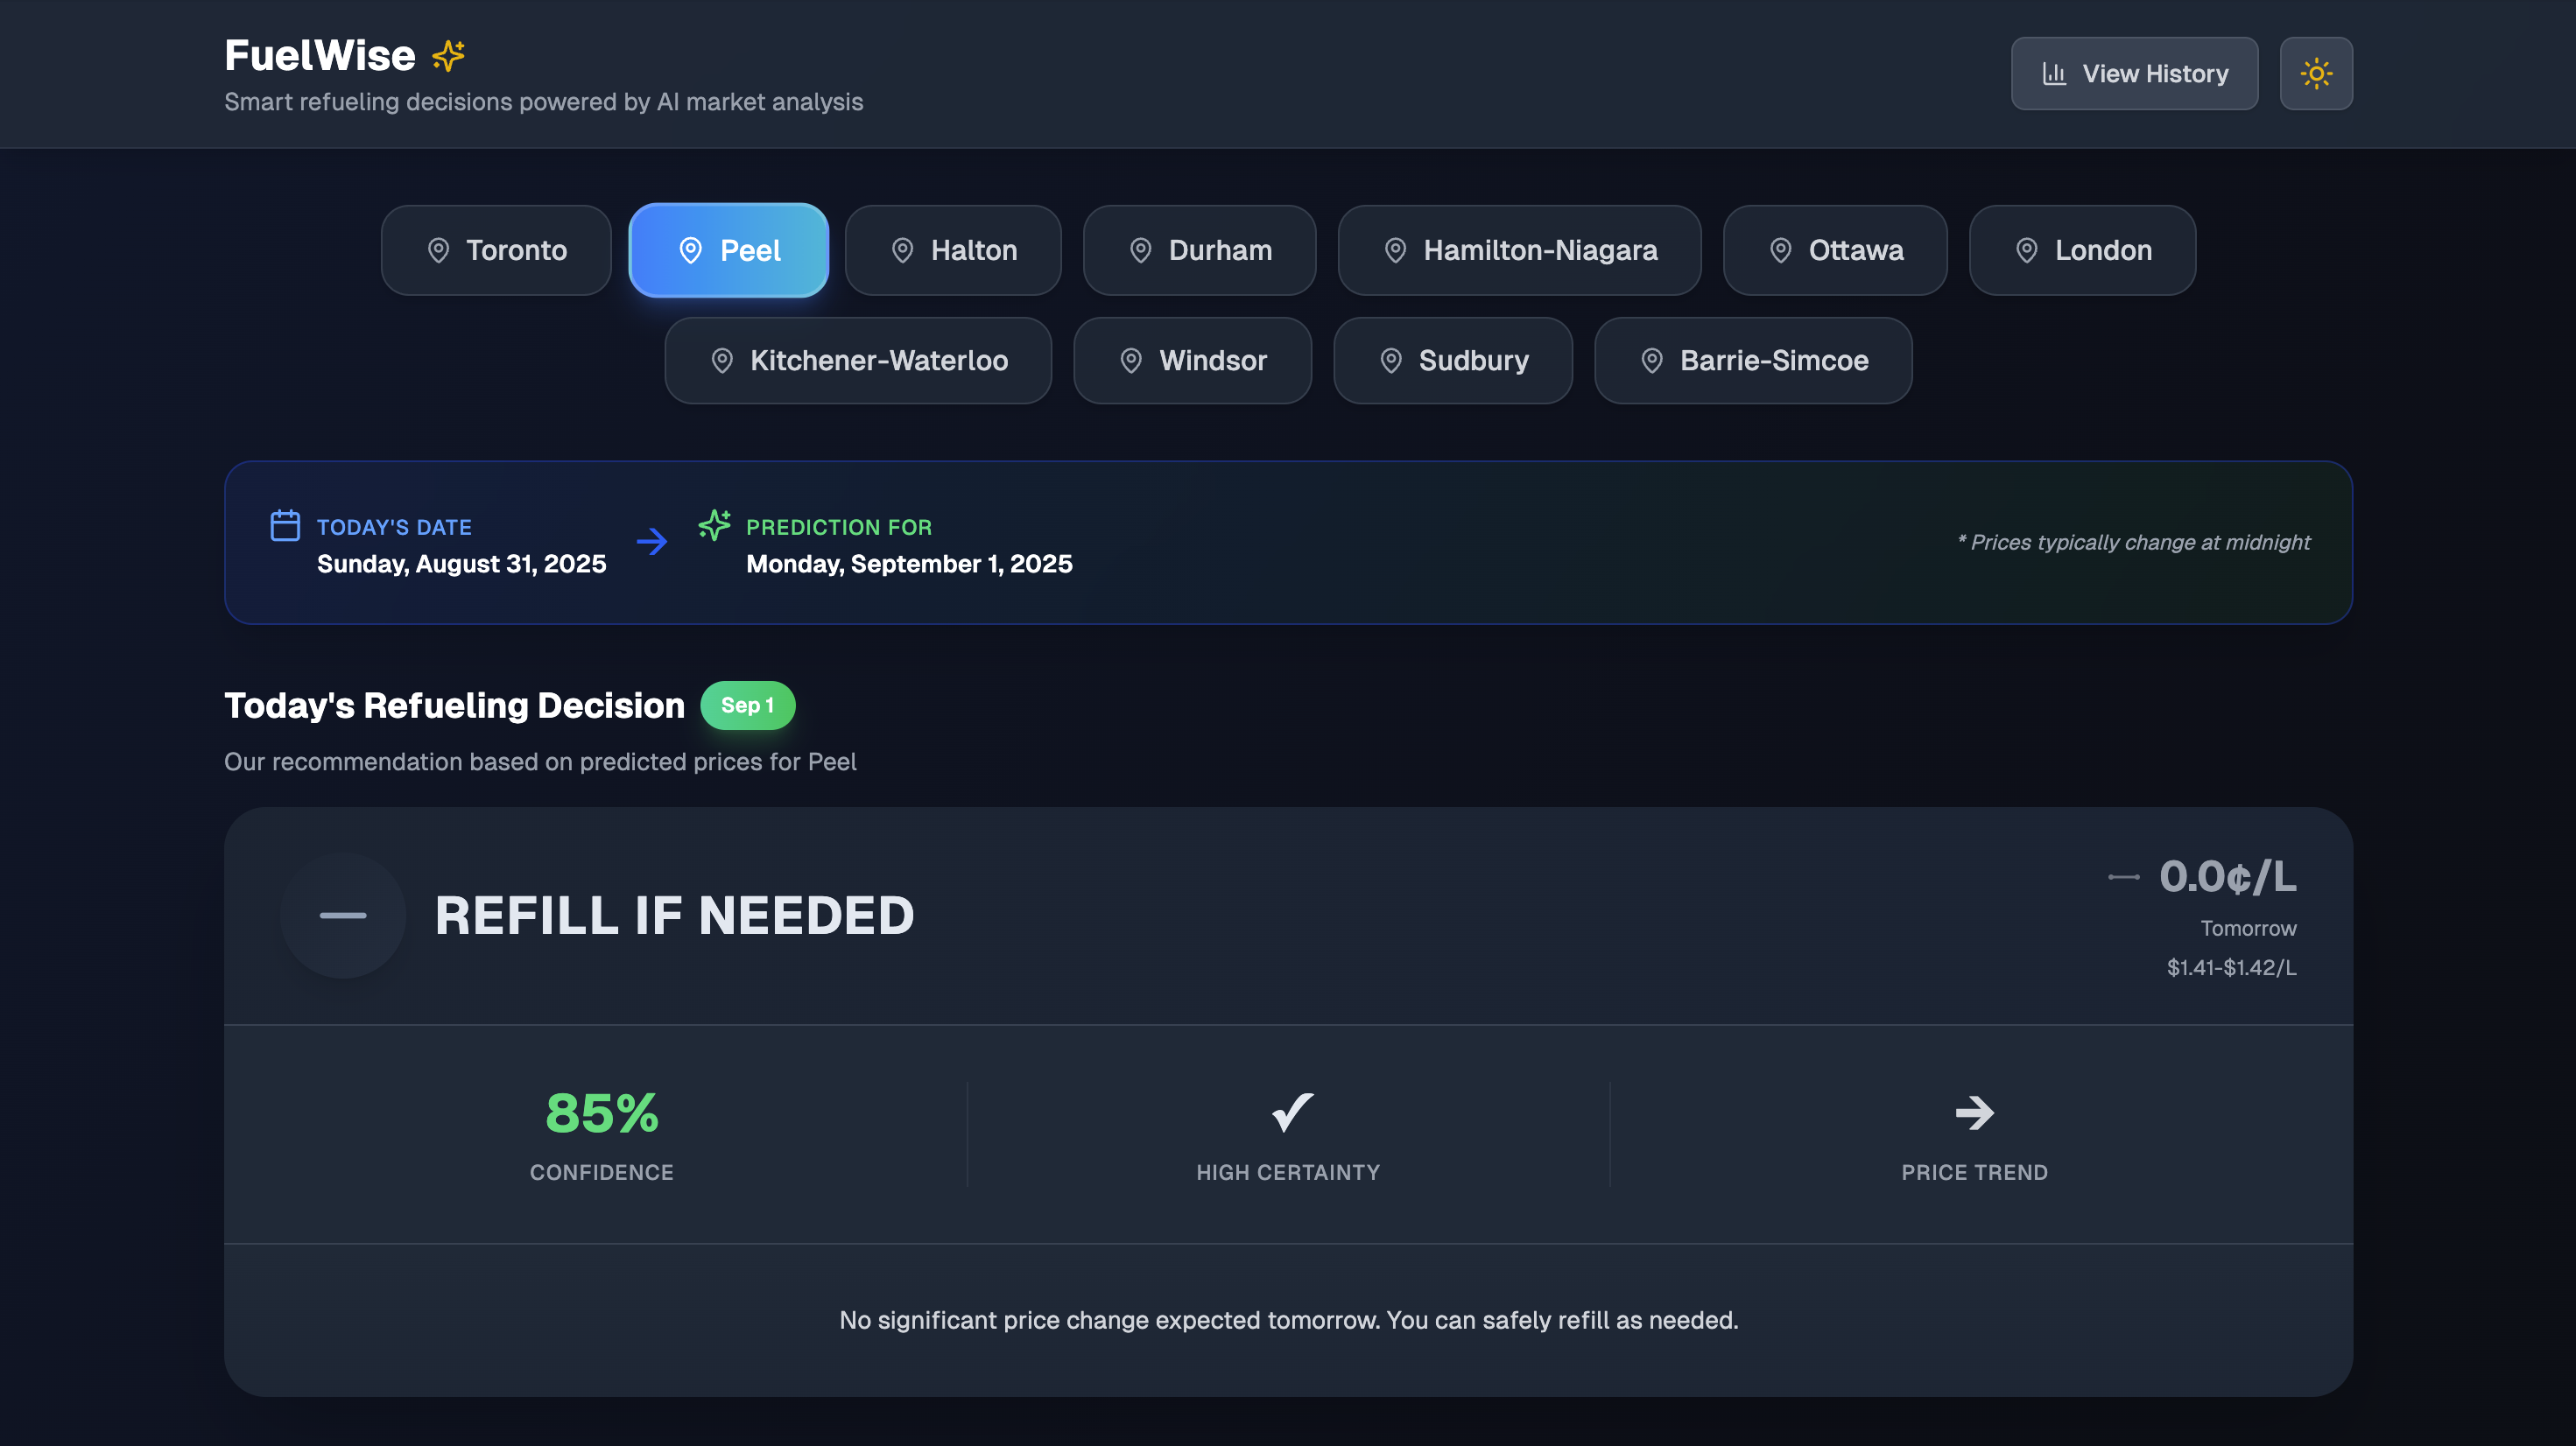 FuelWise
Smart refueling decisions powered by AI market analysis
View History
Toronto
Peel
Halton
Durham
Hamilton-Niagara
Ottawa
London
Kitchener-Waterloo
Windsor
Sudbury
Barrie-Simcoe
TODAY'S DATE
Sunday, August 31, 2025
PREDICTION FOR
Monday, September 1, 2025
* Prices typically change at midnight
Today's Refueling Decision
Sep 1
Our recommendation based on predicted prices for Peel
REFILL IF NEEDED
0.0¢/L
Tomorrow
$1.41-$1.42/L
85%
CONFIDENCE
HIGH CERTAINTY
PRICE TREND
No significant price change expected tomorrow. You can safely refill as needed.